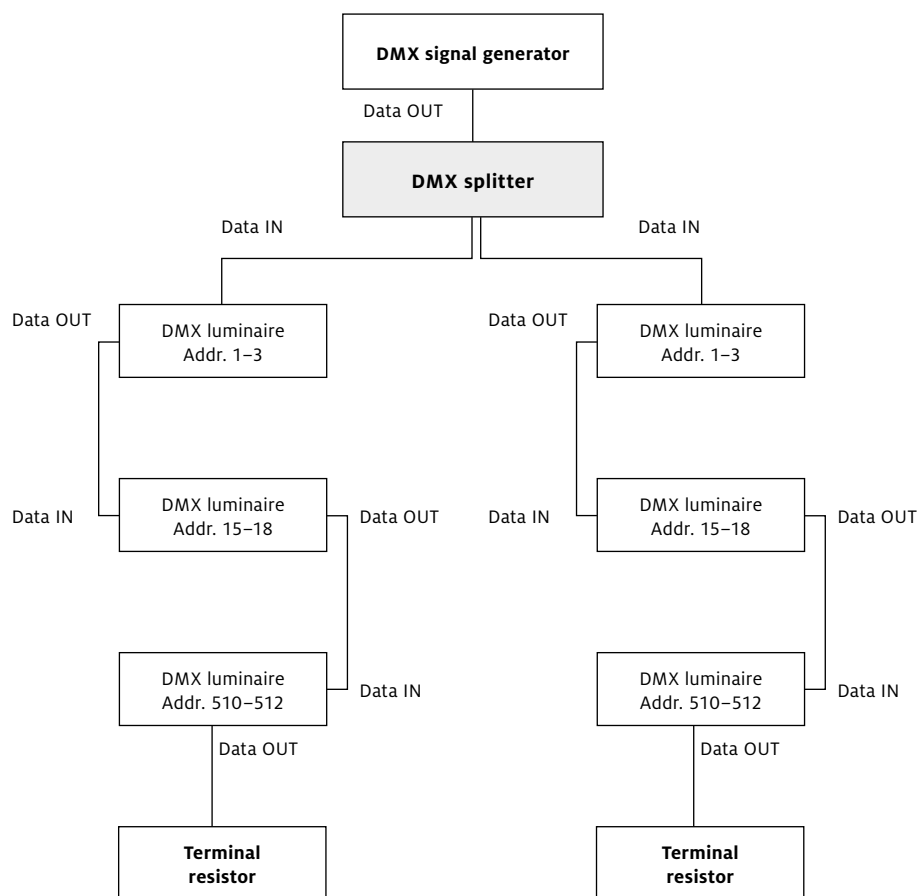 DMX signal generator
Data OUT
DMX splitter
Data IN
Data IN
Data OUT
DMX luminaire
Addr. 1–3
Data OUT
DMX luminaire
Addr. 1–3
Data IN
DMX luminaire
Addr. 15–18
Data OUT
Data IN
DMX luminaire
Addr. 15–18
Data OUT
DMX luminaire
Addr. 510–512
Data IN
DMX luminaire
Addr. 510–512
Data IN
Data OUT
Data OUT
Terminal
resistor
Terminal
resistor